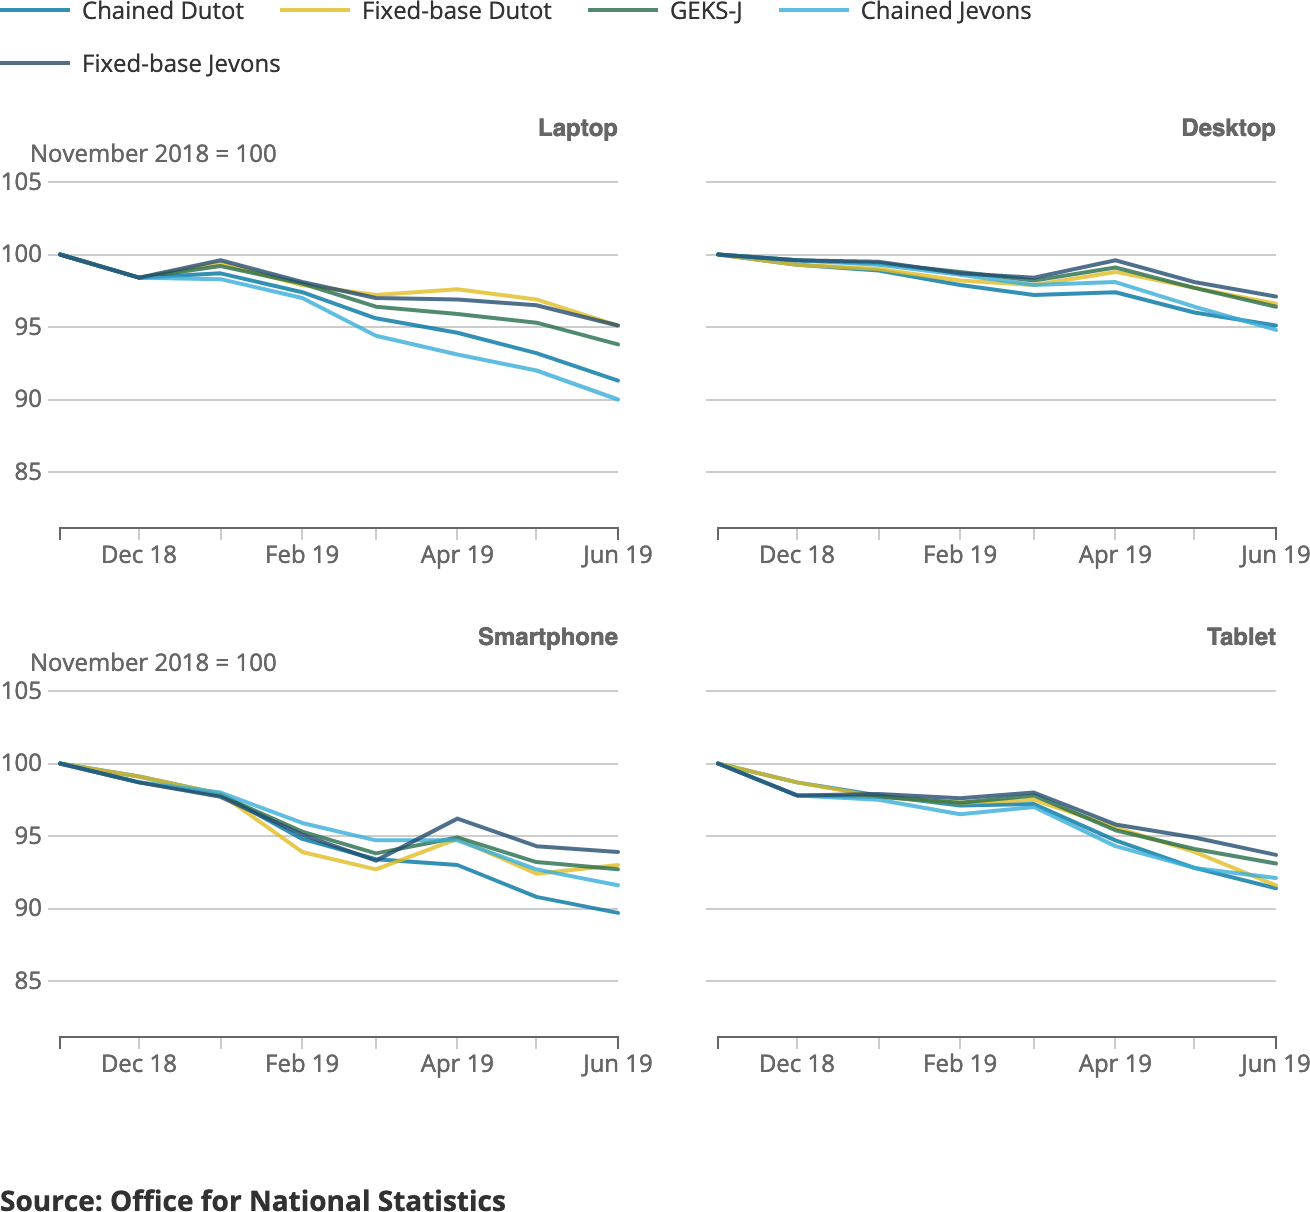 Chained Dutot Fixed-base Dutot GEKS-J Chained Jevons
Fixed-base Jevons
Laptop
November 2018 = 100
105
100
95
90
85
Dec 18 Feb 19 Apr 19 Jun 19
Desktop
Dec 18 Feb 19 Apr 19 Jun 19
Smartphone
November 2018 = 100
105
100
95
90
85
Dec 18 Feb 19 Apr 19 Jun 19
Tablet
Dec 18 Feb 19 Apr 19 Jun 19
Source: Office for National Statistics